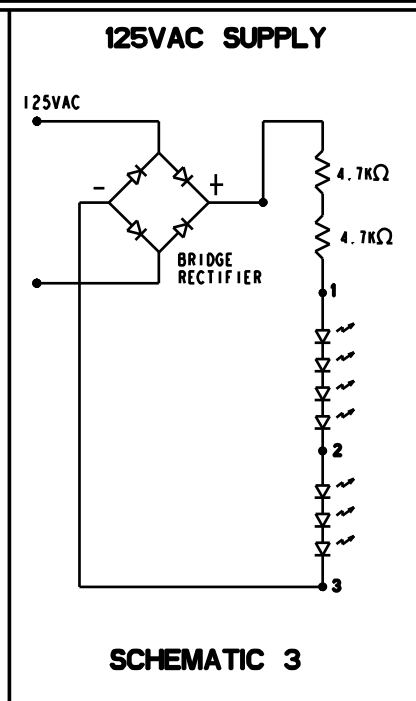 125VAC SUPPLY
125VAC
- +
4.7KΩ
4.7KΩ
BRIDGE
RECTIFIER
1
2
3
SCHEMATIC 3